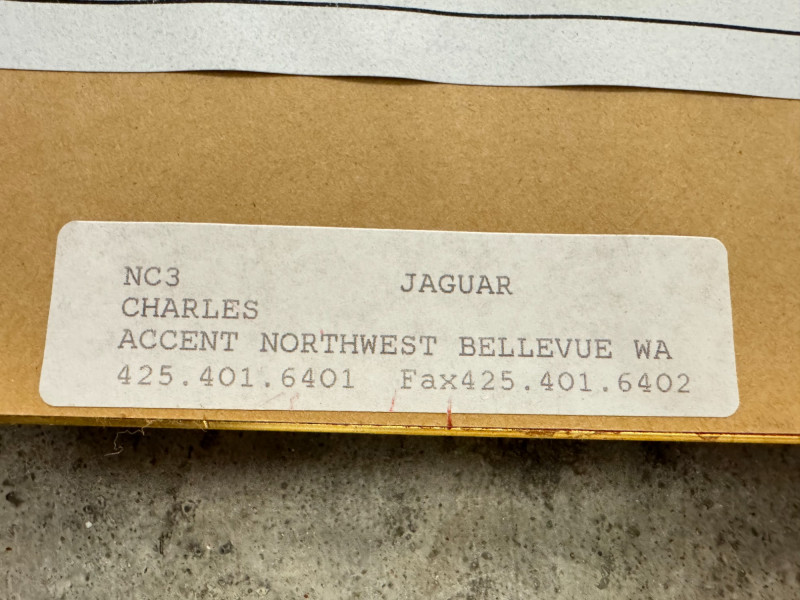 NC3 JAGUAR
CHARLES
ACCENT NORTHWEST BELLEVUE WA
425.401.6401 Fax425.401.6402